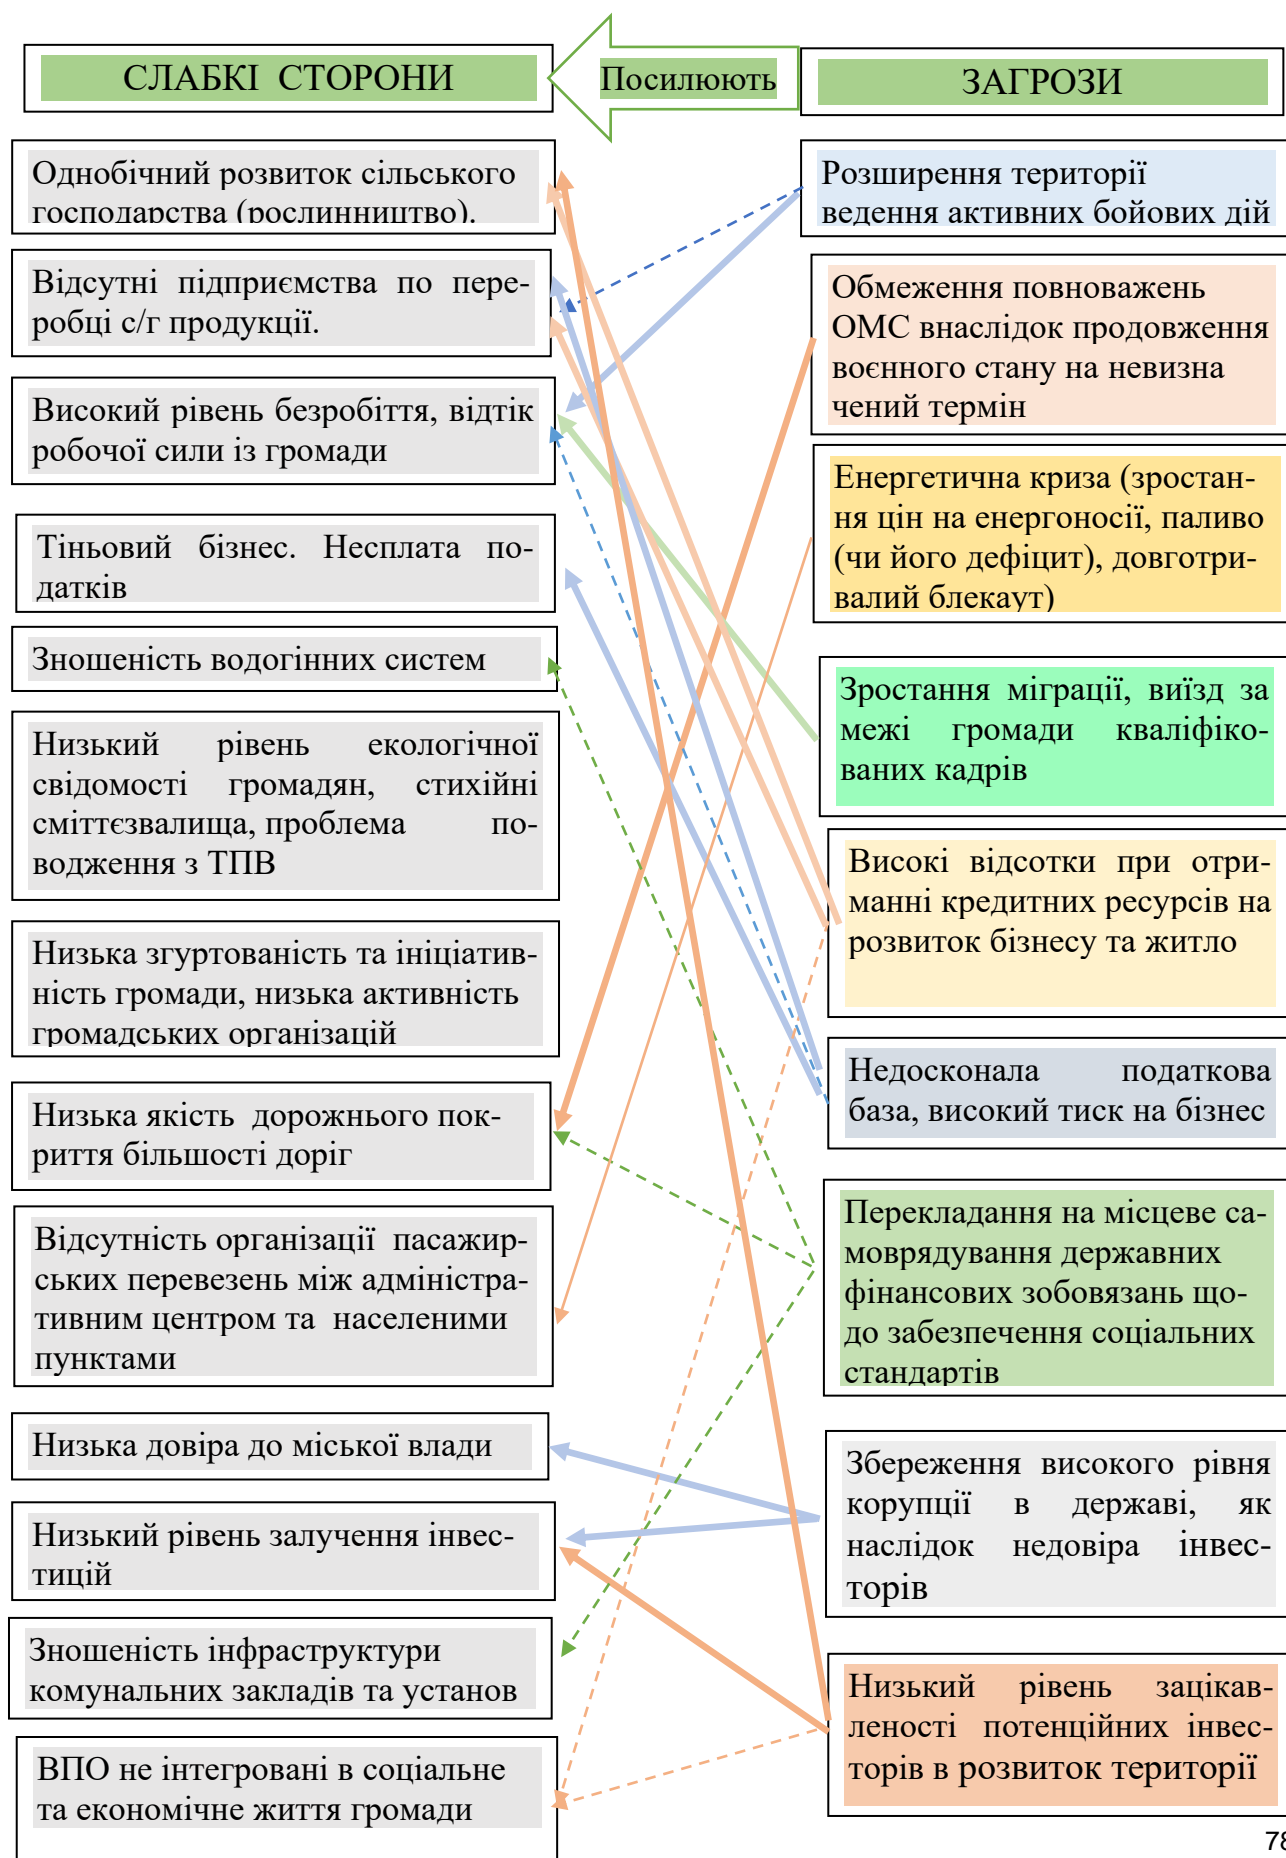 СЛАБКІ СТОРОНИ
Посилюють
ЗАГРОЗИ
Однобічний розвиток сільського
господарства (рослинництво).
Відсутні підприємства по пере-
робці с/г продукції.
Високий рівень безробіття, відтік
робочої сили із громади
Тіньовий бізнес. Несплата по-
датків
Зношеність водогінних систем
Низький рівень екологічної
свідомості громадян, стихійні
сміттєзвалища, проблема по-
водження з ТПВ
Низька згуртованість та ініціатив-
ність громади, низька активність
громадських організацій
Низька якість дорожнього пок-
риття більшості доріг
Відсутність організації пасажир-
ських перевезень між адміністра-
тивним центром та населеними
пунктами
Низька довіра до міської влади
Низький рівень залучення інвес-
тицій
Зношеність інфраструктури
комунальних закладів та установ
ВПО не інтегровані в соціальне
та економічне життя громади
Розширення території
ведення активних бойових дій
Обмеження повноважень
ОМС внаслідок продовження
воєнного стану на невизна
чений термін
Енергетична криза (зростан-
ня цін на енергоносії, паливо
(чи його дефіцит), довготри-
валий блекаут)
Зростання міграції, виїзд за
межі громади кваліфіко-
ваних кадрів
Високі відсотки при отри-
манні кредитних ресурсів на
розвиток бізнесу та житло
Недосконала податкова
база, високий тиск на бізнес
Перекладання на місцеве са-
моврядування державних
фінансових зобовязань що-
до забезпечення соціальних
стандартів
Збереження високого рівня
корупції в державі, як
наслідок недовіра інвес-
торів
Низький рівень зацікав-
леності потенційних інвес-
торів в розвиток території
78